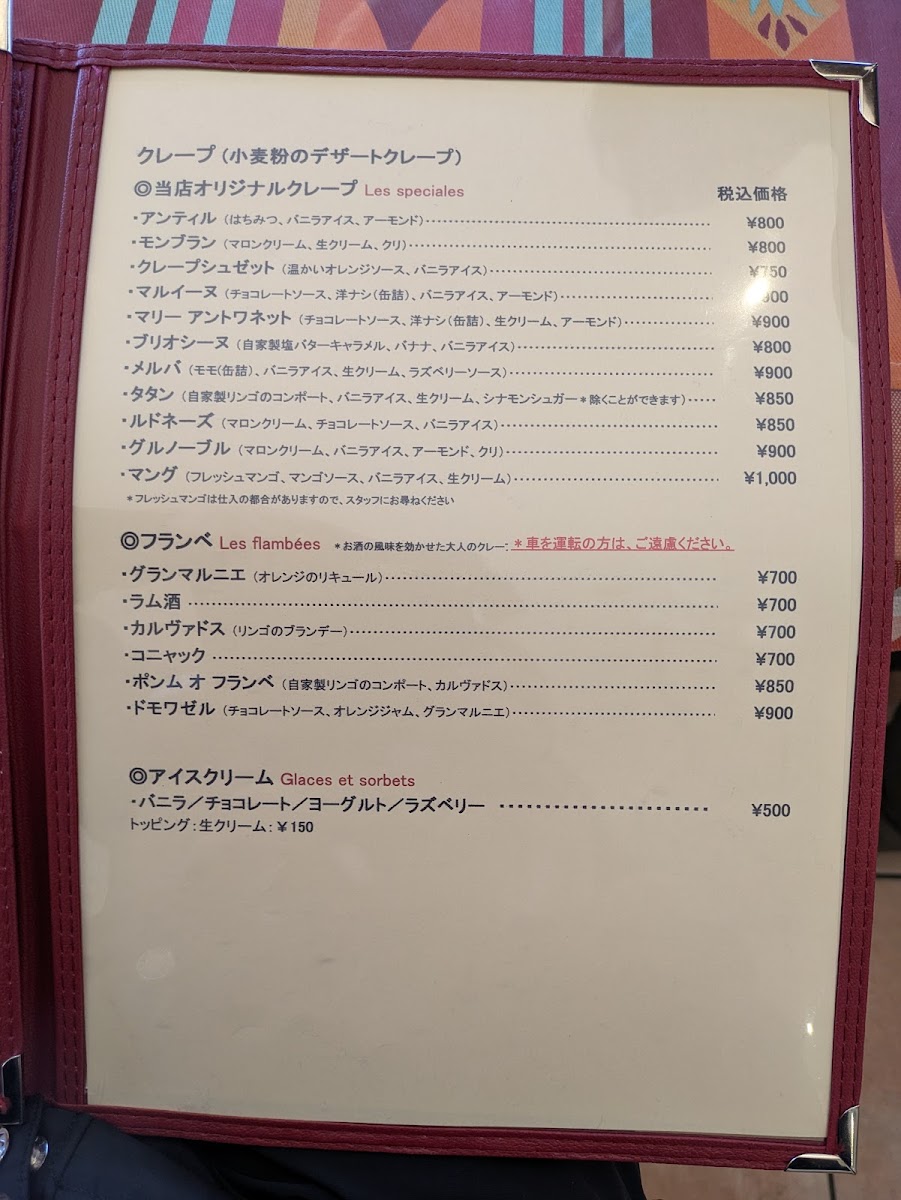 クレープ（小麦粉のデザートクレープ）
◎当店オリジナルクレープ Les speciales 税込価格
・アンティル（はちみつ、バニラアイス、アーモンド） ¥800
・モンブラン（マロンクリーム、生クリーム、クリ） ¥800
・クレープシュゼット（温かいオレンジソース、バニラアイス） ¥750
・マルイーヌ（チョコレートソース、洋ナシ（缶詰）、バニラアイス、アーモンド）
・マリー アントワネット（チョコレートソース、洋ナシ（缶詰）、生クリーム、アーモンド） ¥900
・ブリオシーヌ（自家製塩バターキャラメル、バナナ、バニラアイス） ¥800
・メルバ（モモ（缶詰）、バニラアイス、生クリーム、ラズベリーソース） ¥900
・タタン（自家製リンゴのコンポート、バニラアイス、生クリーム、シナモンシュガー＊除くことができます） ¥850
・ルドネーズ（マロンクリーム、チョコレートソース、バニラアイス） ¥850
・グルノーブル（マロンクリーム、バニラアイス、アーモンド、クリ） ¥900
・マング（フレッシュマンゴ、マンゴソース、バニラアイス、生クリーム） ¥1,000
＊フレッシュマンゴは仕入の都合がありますので、スタッフにお尋ねください
◎フランベ Les flambées ＊お酒の風味を効かせた大人のクレー ＊車を運転の方は、ご遠慮ください。
・グランマルニエ（オレンジのリキュール） ¥700
・ラム酒 ¥700
・カルヴァドス（リンゴのブランデー） ¥700
・コニャック ¥700
・ポンム オ フランベ（自家製リンゴのコンポート、カルヴァドス） ¥850
・ドモワゼル（チョコレートソース、オレンジジャム、グランマルニエ） ¥900
◎アイスクリーム Glaces et sorbets
・バニラ／チョコレート／ヨーグルト／ラズベリー ¥500
トッピング：生クリーム：￥150